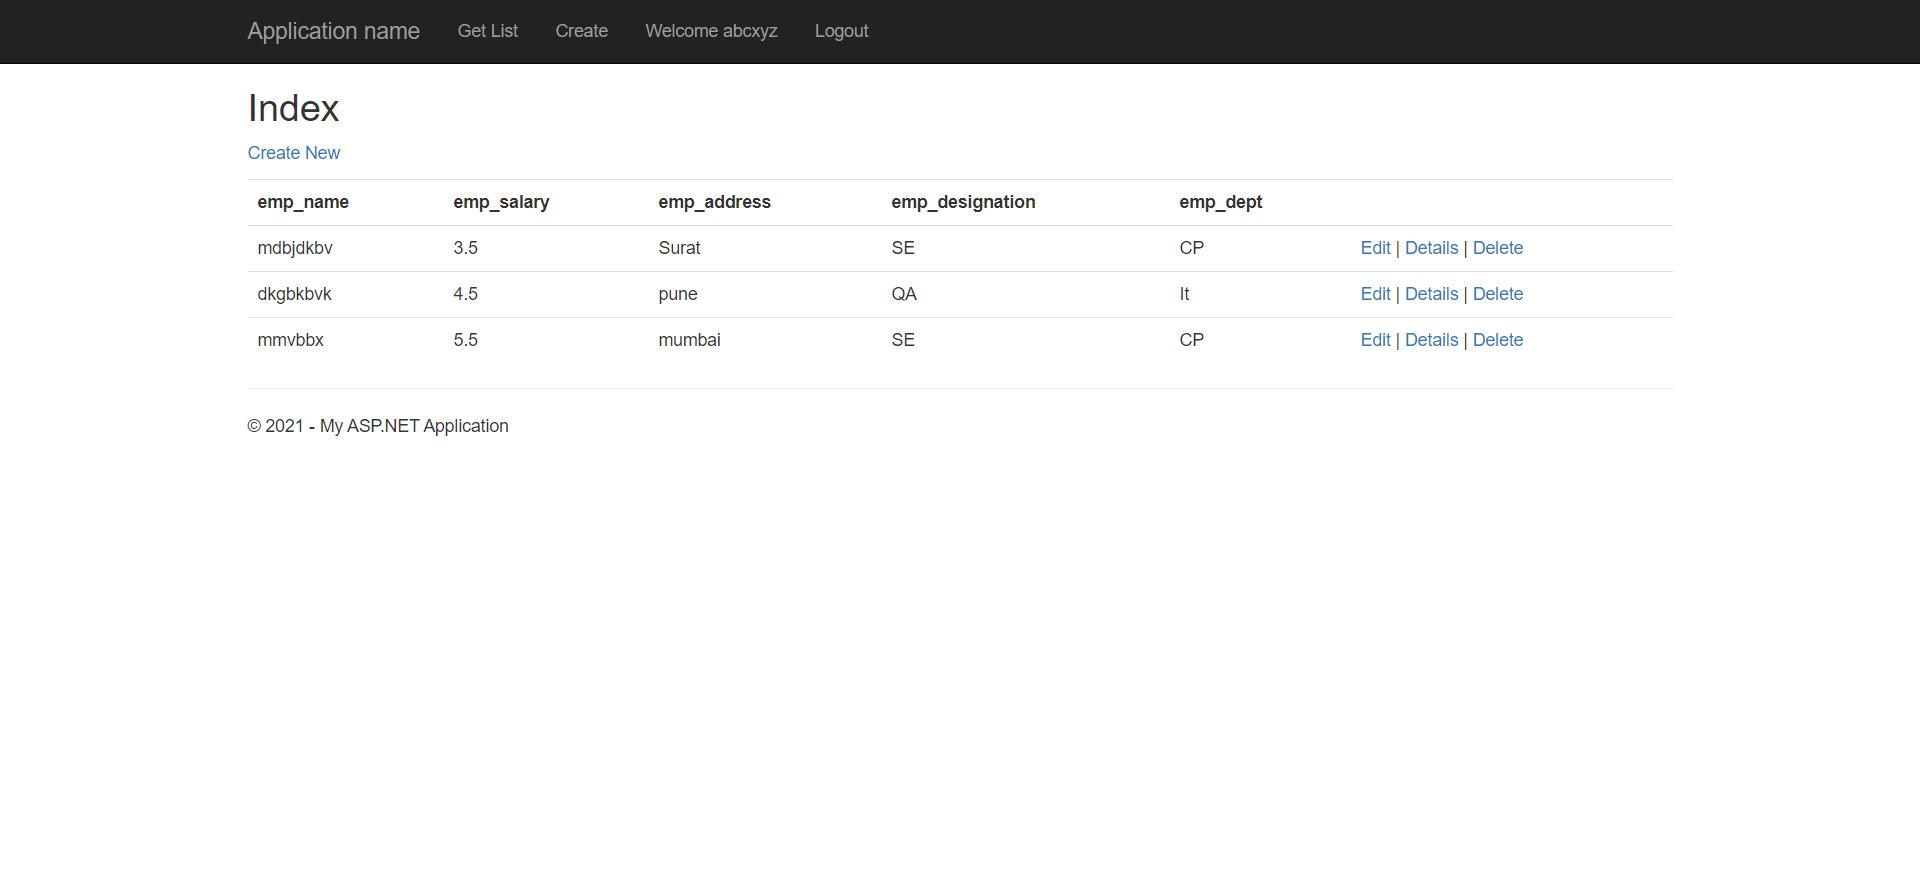 Application name Get List Create Welcome abcxyz Logout
Index
Create New
emp_name emp_salary emp_address emp_designation emp_dept
mdbjdkbv 3.5 Surat SE CP Edit | Details | Delete
dkgbkbvk 4.5 pune QA It Edit | Details | Delete
mmvbbx 5.5 mumbai SE CP Edit | Details | Delete
© 2021 - My ASP.NET Application